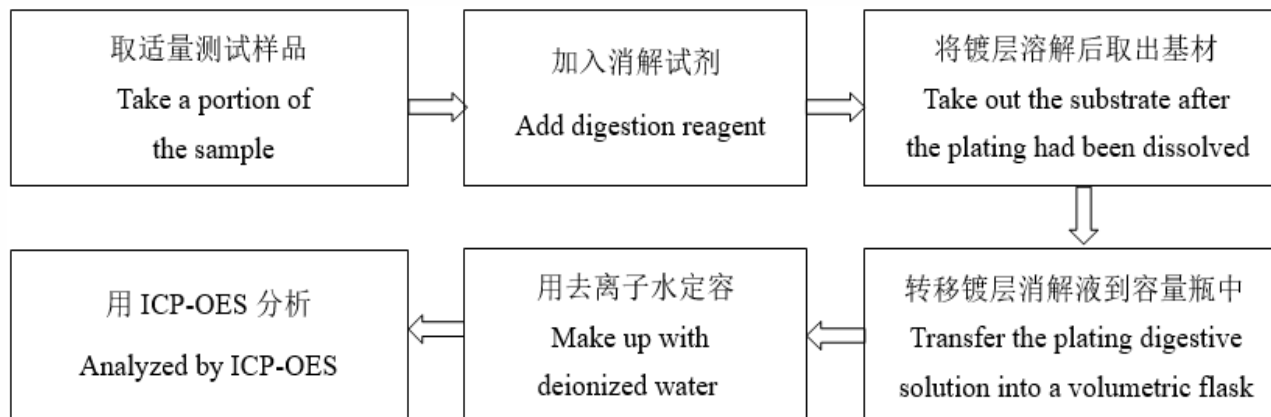 取适量测试样品
Take a portion of
the sample
加入消解试剂
Add digestion reagent
将镀层溶解后取出基材
Take out the substrate after
the plating had been dissolved
转移镀层消解液到容量瓶中
Transfer the plating digestive
solution into a volumetric flask
用去离子水定容
Make up with
deionized water
用 ICP-OES 分析
Analyzed by ICP-OES